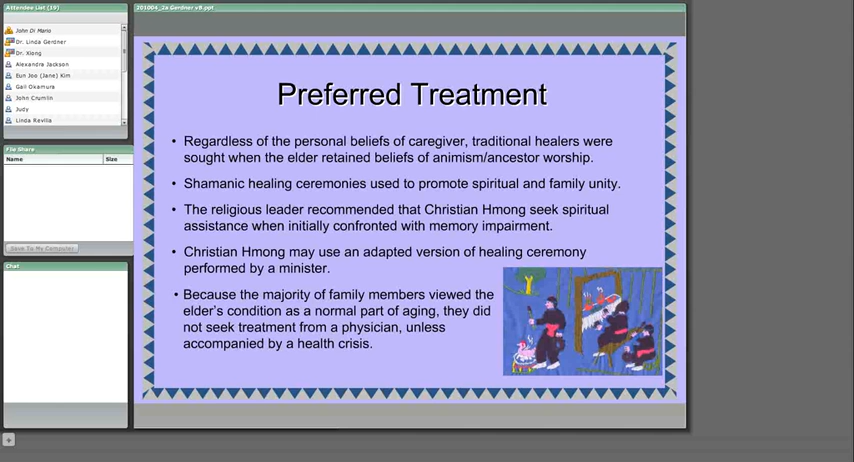 Attendee List (19)
John Di Mario
Dr. Linda Gerdner
Dr. Xiong
Alexandra Jackson
Eun Joo (Jane) Kim
Gail Okamura
John Crumlin
Judy
Linda Revilla
File Share
Name Size
Save To My Computer
Chat
201004_2a Gerdner v8.ppt
Preferred Treatment
• Regardless of the personal beliefs of caregiver, traditional healers were
sought when the elder retained beliefs of animism/ancestor worship.
• Shamanic healing ceremonies used to promote spiritual and family unity.
• The religious leader recommended that Christian Hmong seek spiritual
assistance when initially confronted with memory impairment.
• Christian Hmong may use an adapted version of healing ceremony
performed by a minister.
• Because the majority of family members viewed the
elder's condition as a normal part of aging, they did
not seek treatment from a physician, unless
accompanied by a health crisis.